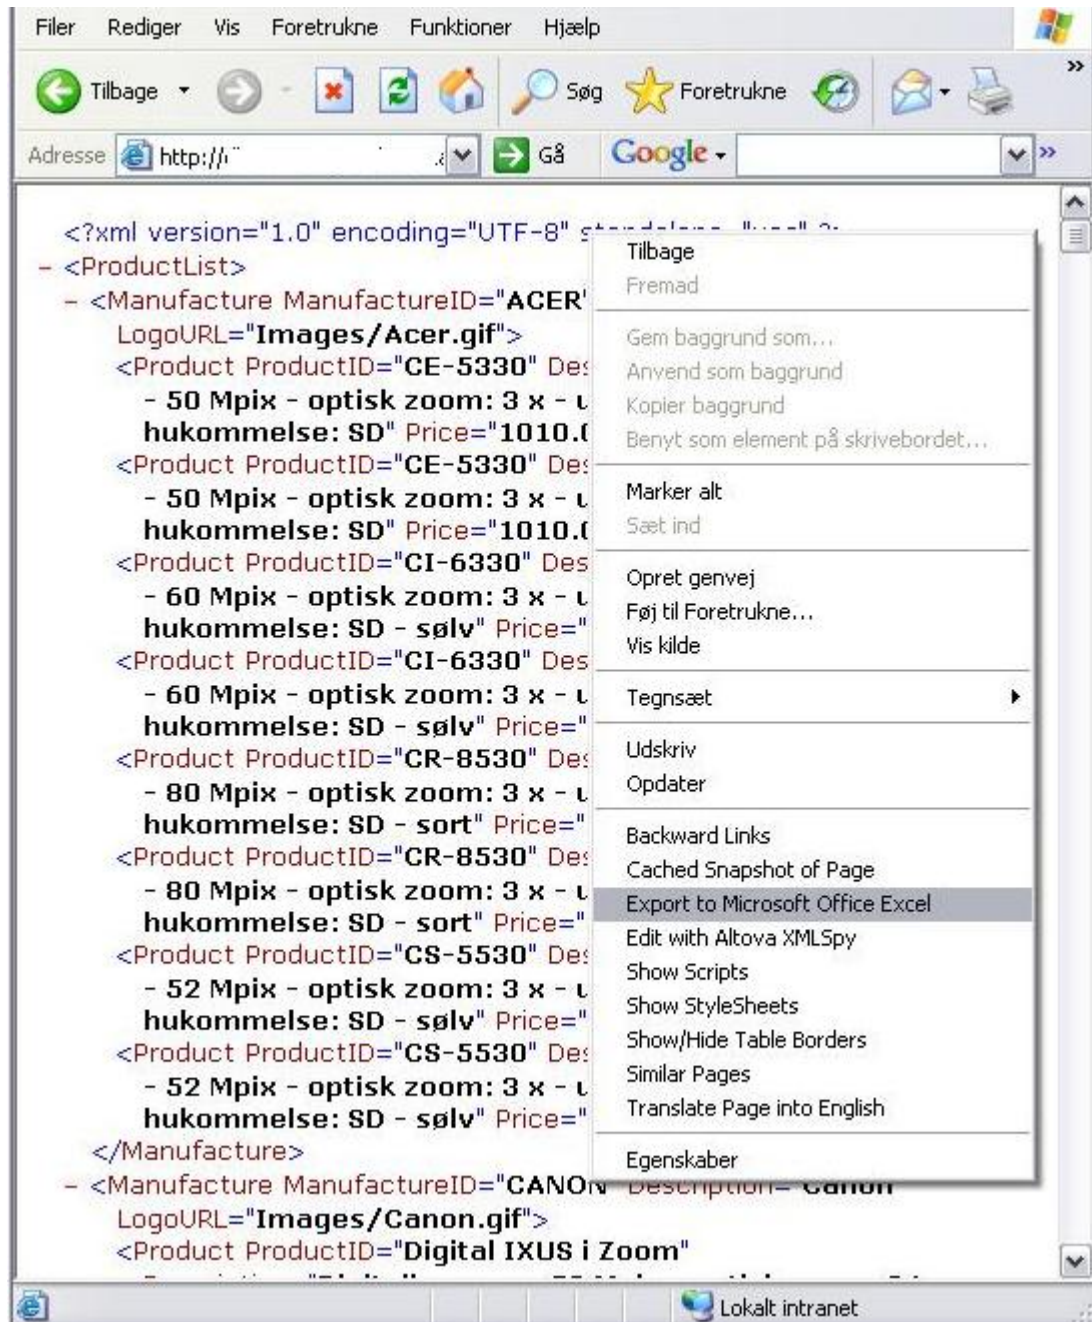 Filer Rediger Vis Foretrukne Funktioner Hjælp
Tilbage Søg Foretrukne »
Adresse http:// Gå Google »
<?xml version="1.0" encoding="UTF-8"
- <ProductList>
- <Manufacture ManufactureID="ACER"
LogoURL="Images/Acer.gif">
<Product ProductID="CE-5330"
- 50 Mpix - optisk zoom: 3 x -
hukommelse: SD" Price="1010.
<Product ProductID="CE-5330"
- 50 Mpix - optisk zoom: 3 x -
hukommelse: SD" Price="1010.
<Product ProductID="CI-6330" Des
- 60 Mpix - optisk zoom: 3 x -
hukommelse: SD - sølv" Price="
<Product ProductID="CI-6330" Des
- 60 Mpix - optisk zoom: 3 x -
hukommelse: SD - sølv" Price="
<Product ProductID="CR-8530"
- 80 Mpix - optisk zoom: 3 x -
hukommelse: SD - sort" Price="
<Product ProductID="CR-8530"
- 80 Mpix - optisk zoom: 3 x -
hukommelse: SD - sort" Price="
<Product ProductID="CS-5530"
- 52 Mpix - optisk zoom: 3 x -
hukommelse: SD - sølv" Price="
<Product ProductID="CS-5530"
- 52 Mpix - optisk zoom: 3 x -
hukommelse: SD - sølv" Price="
</Manufacture>
- <Manufacture ManufactureID="CANON" Description="Canon"
LogoURL="Images/Canon.gif">
<Product ProductID="Digital IXUS i Zoom"
Tilbage
Fremad
Gem baggrund som...
Anvend som baggrund
Kopier baggrund
Benyt som element på skrivebordet...
Marker alt
Sæt ind
Opret genvej
Føj til Foretrukne...
Vis kilde
Tegnsæt
Udskriv
Opdater
Backward Links
Cached Snapshot of Page
Export to Microsoft Office Excel
Edit with Altova XMLSpy
Show Scripts
Show StyleSheets
Show/Hide Table Borders
Similar Pages
Translate Page into English
Egenskaber
Lokalt intranet